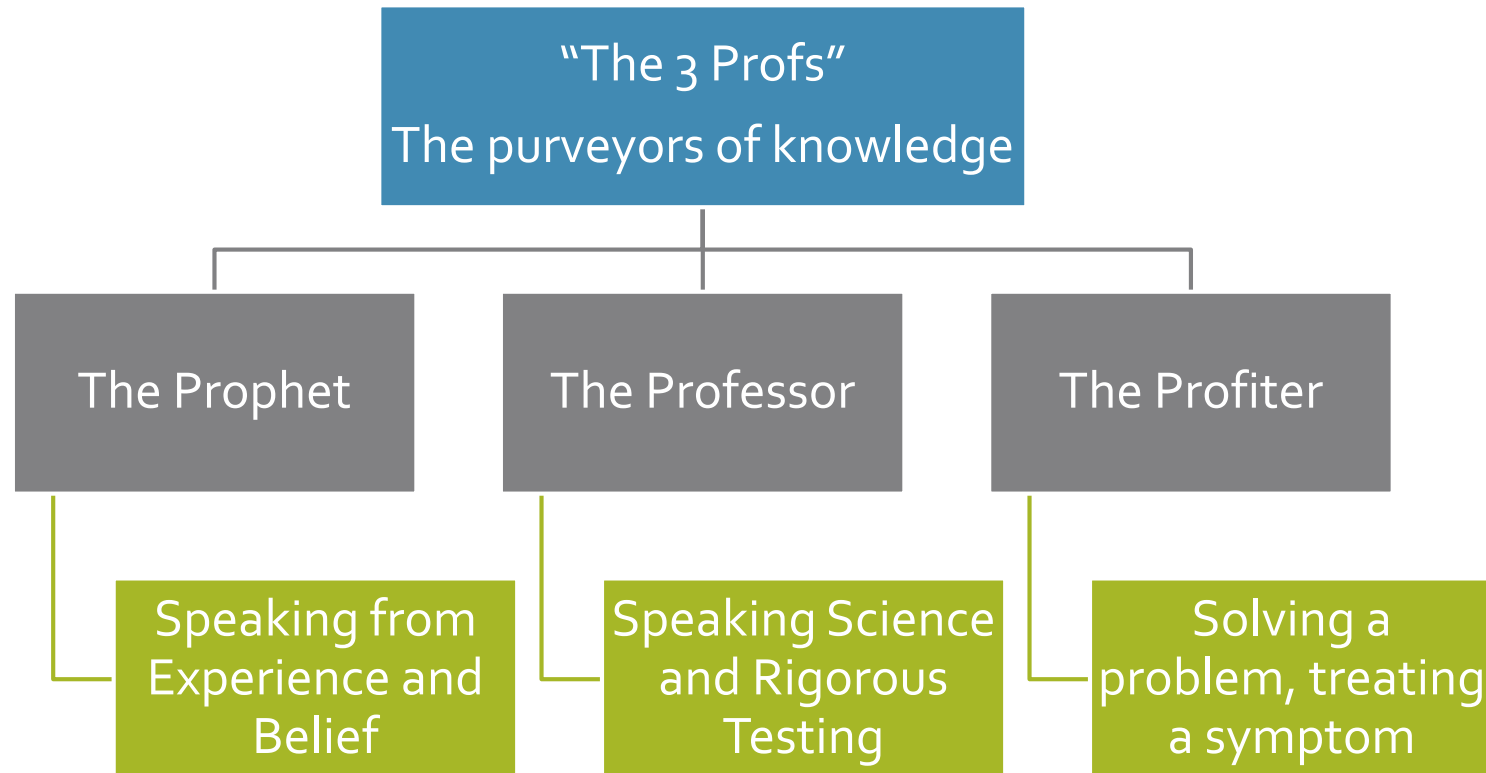 “The 3 Profs”
The purveyors of knowledge
The Prophet
The Professor
The Profiter
Speaking from
Experience and
Belief
Speaking Science
and Rigorous
Testing
Solving a
problem, treating
a symptom